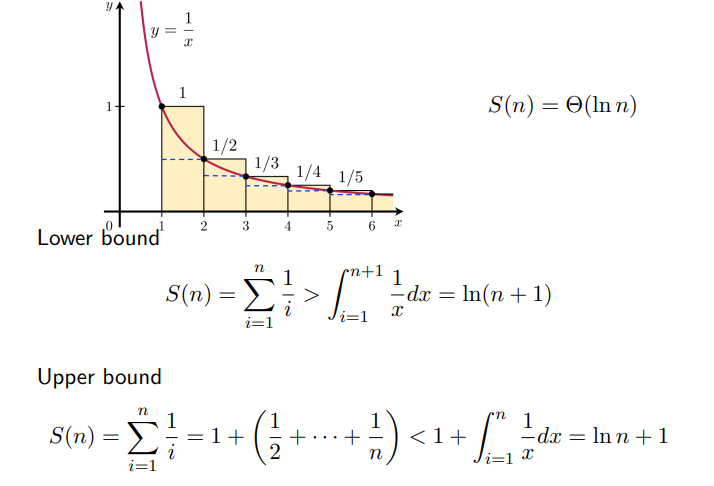 y
y = 1/x
1
1
S(n) = Θ(ln n)
1/2
1/3
1/4
1/5
0 1 2 3 4 5 6 x
Lower bound
S(n) = ∑_{i=1}^{n} 1/i > ∫_{i=1}^{n+1} 1/x dx = ln(n + 1)
Upper bound
S(n) = ∑_{i=1}^{n} 1/i = 1 + (1/2 + ⋯ + 1/n) < 1 + ∫_{i=1}^{n} 1/x dx = ln n + 1